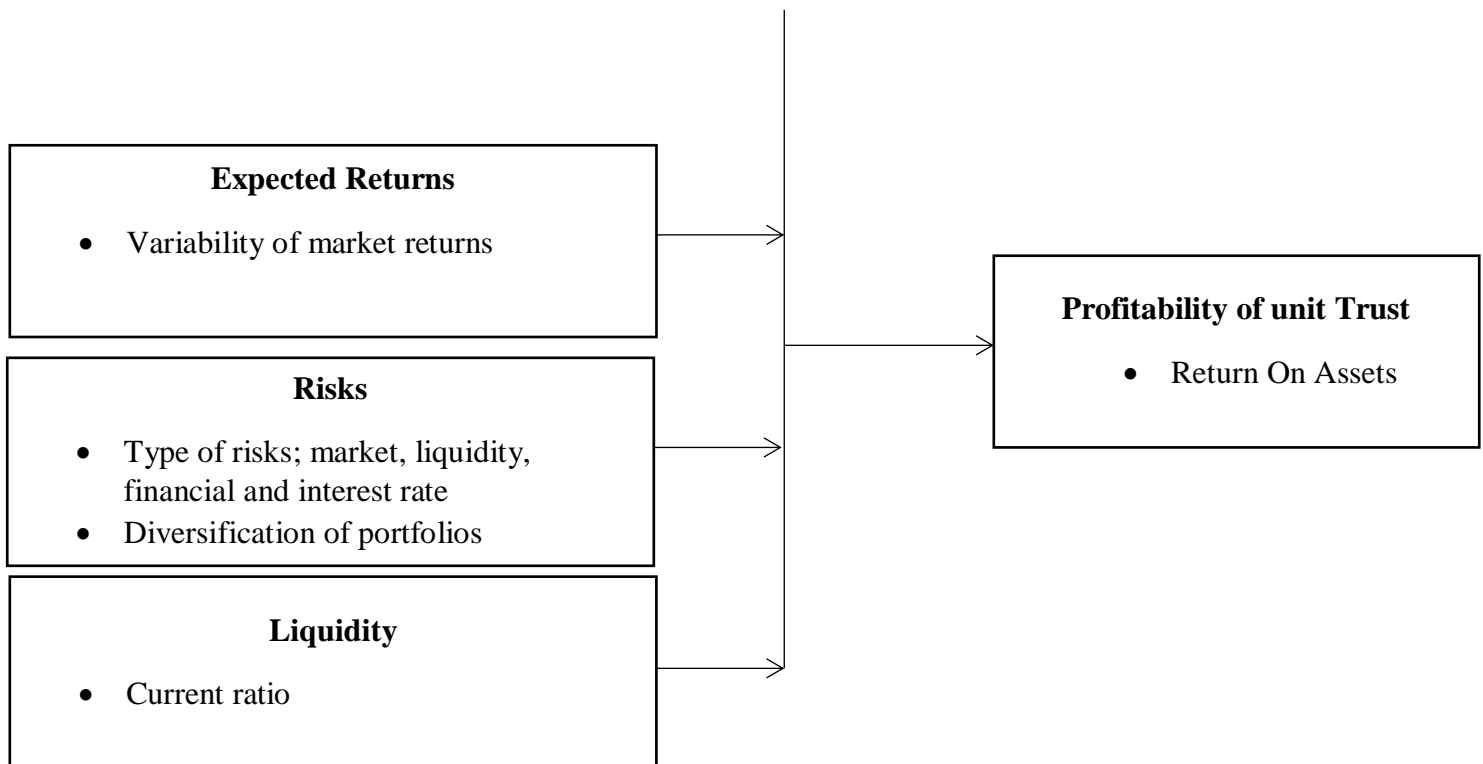 Expected Returns
• Variability of market returns
Risks
• Type of risks; market, liquidity,
financial and interest rate
• Diversification of portfolios
Liquidity
• Current ratio
Profitability of unit Trust
• Return On Assets